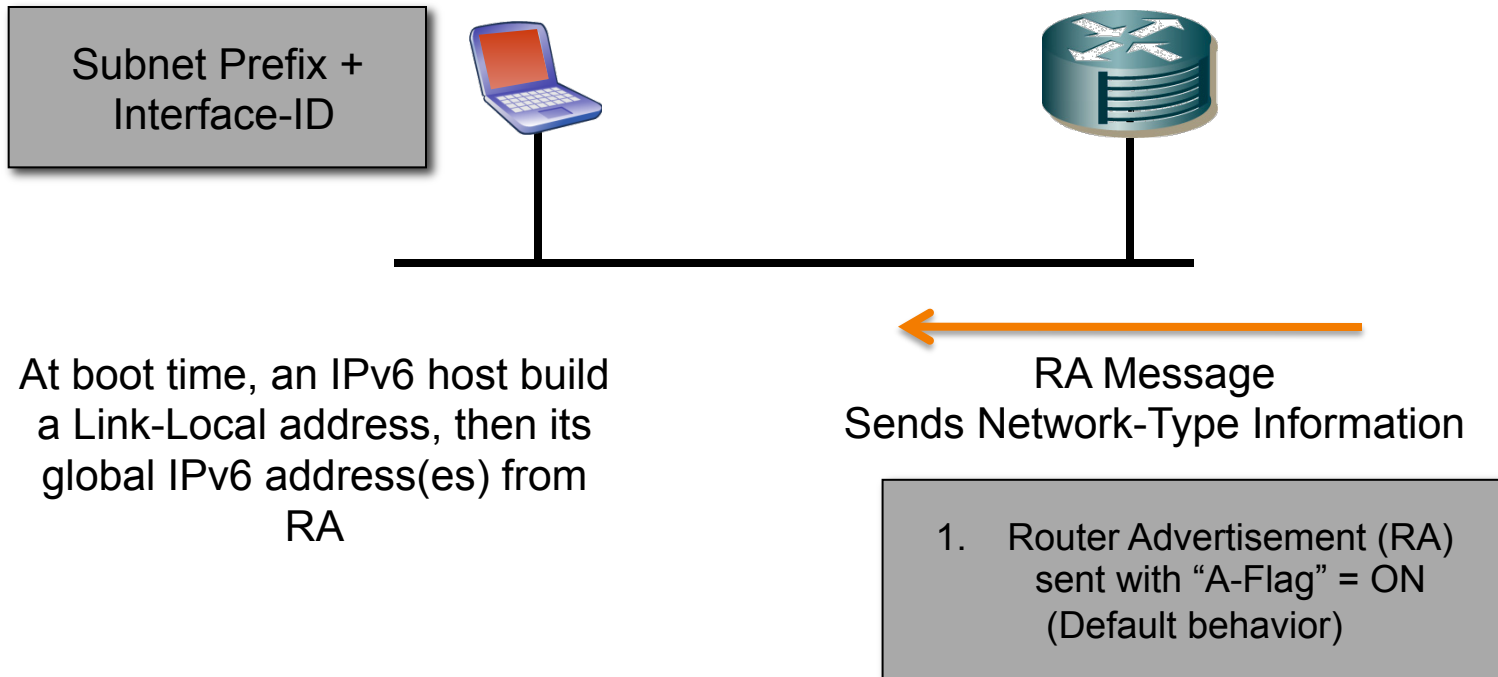 Subnet Prefix +
Interface-ID
At boot time, an IPv6 host build
a Link-Local address, then its
global IPv6 address(es) from
RA
RA Message
Sends Network-Type Information
1. Router Advertisement (RA)
sent with “A-Flag” = ON
(Default behavior)